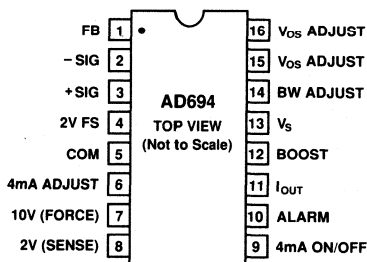 FB 1
−SIG 2
+SIG 3
2V FS 4
COM 5
4mA ADJUST 6
10V (FORCE) 7
2V (SENSE) 8
AD694
TOP VIEW
(Not to Scale)
16 VOS ADJUST
15 VOS ADJUST
14 BW ADJUST
13 VS
12 BOOST
11 IOUT
10 ALARM
9 4mA ON/OFF